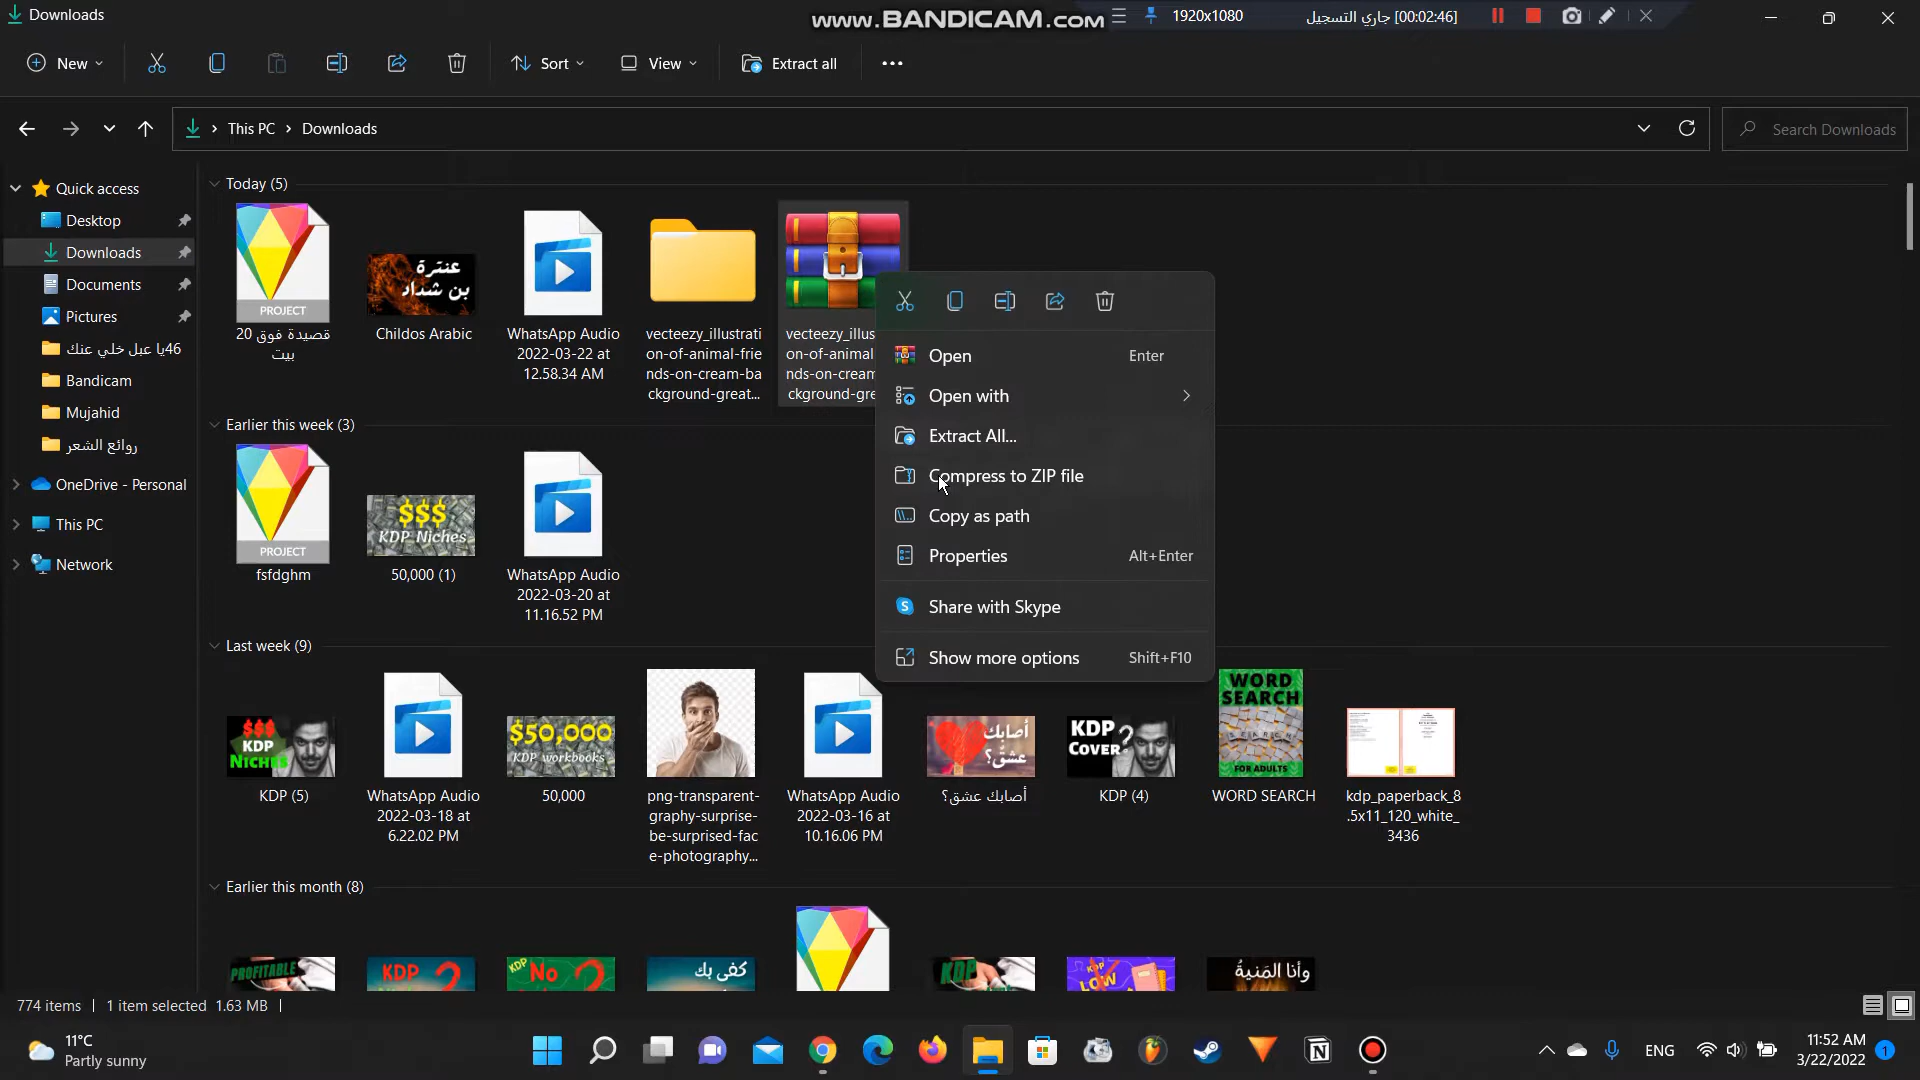 Downloads
www.BANDICAM.com
1920x1080
جاري التسجيل [00:02:46]
New
Sort
View
Extract all
This PC
Downloads
Search Downloads
Quick access
Desktop
Downloads
Documents
Pictures
46يا عبل خلي عنك
Bandicam
Mujahid
روائع الشعر
OneDrive - Personal
This PC
Network
Today (5)
PROJECT
قصيدة فوق 20
بيت
عنترة
بن شداد
Childos Arabic
WhatsApp Audio
2022-03-22 at
12.58.34 AM
vecteezy_illustrati
on-of-animal-frie
nds-on-cream-ba
ckground-great...
vecteezy_illus
on-of-animal
nds-on-crean
ckground-gre
Open
Enter
Open with
Extract All...
Compress to ZIP file
Copy as path
Properties
Alt+Enter
Share with Skype
Show more options
Shift+F10
Earlier this week (3)
PROJECT
fsfdghm
$$$
KDP Niches
50,000 (1)
WhatsApp Audio
2022-03-20 at
11.16.52 PM
Last week (9)
$$$
KDP
NICHES
KDP (5)
WhatsApp Audio
2022-03-18 at
6.22.02 PM
$50,000
KDP workbooks
50,000
png-transparent-
graphy-surprise-
be-surprised-fac
e-photography...
WhatsApp Audio
2022-03-16 at
10.16.06 PM
أصابك
عشقٌ؟
أصابك عشق؟
KDP
COVER?
KDP (4)
WORD
SEARCH
FOR ADULTS
WORD SEARCH
kdp_paperback_8
.5x11_120_white_
3436
Earlier this month (8)
PROFITABLE
KDP
?
KDP
No
?
كفى بك
KDP
KDP
LOW
وأنا المَنيةُ
774 items
1 item selected 1.63 MB
11°C
Partly sunny
ENG
11:52 AM
3/22/2022
1